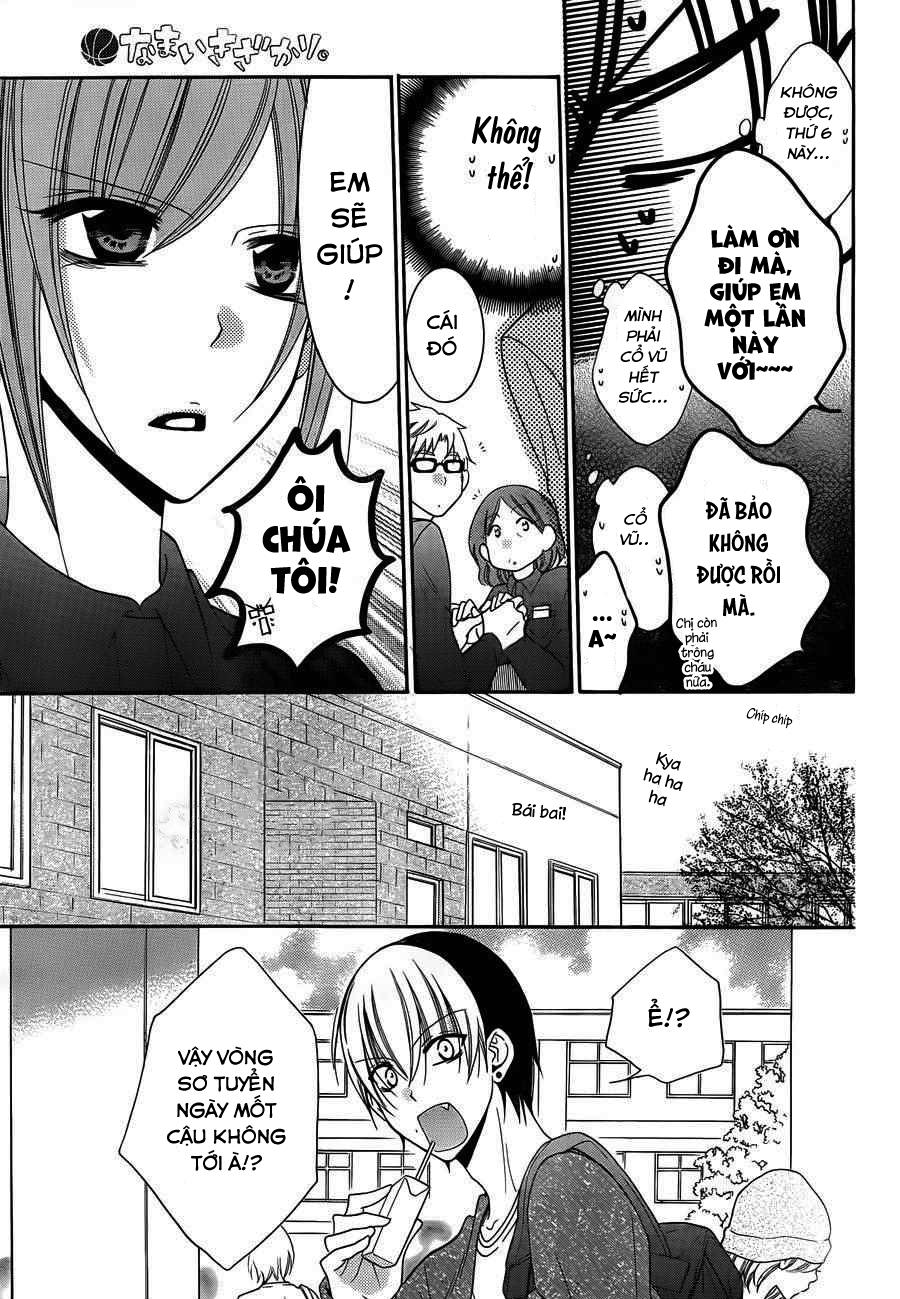 なまいきざかり。
KHÔNG
ĐƯỢC,
THỨ 6
NÀY...
LÀM ƠN
ĐI MÀ,
GIÚP EM
MỘT LẦN
NÀY
VỚI~~~
MÌNH
PHẢI
CỔ VŨ
HẾT
SỨC...
ĐÃ BẢO
KHÔNG
ĐƯỢC RỒI
MÀ.
Chị còn
phải
trông
cháu
nữa.
CỔ
VŨ..
...
A~
Không
thể!
CÁI
ĐÓ
EM
SẼ
GIÚP
!
ÔI
CHÚA
TÔI!
Chíp chíp
Kya
ha ha
ha
Bái bai!
Ể!?
VẬY VÒNG
SƠ TUYỂN
NGÀY MỐT
CẬU KHÔNG
TỚI À!?